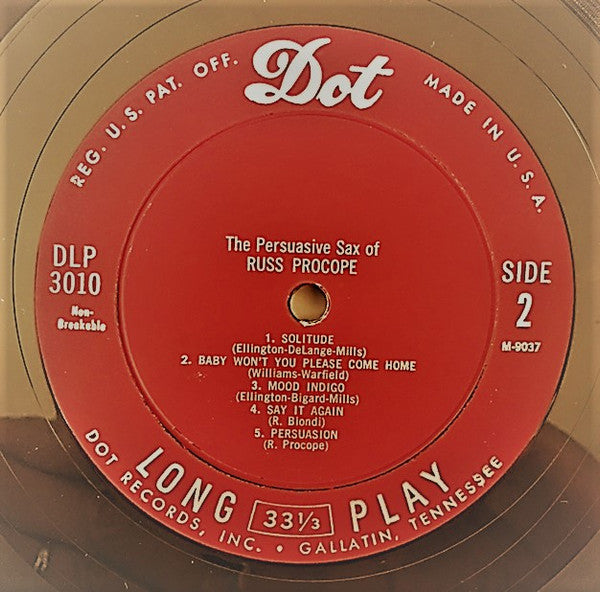 REG. U.S. PAT. OFF.
Dot
MADE IN U.S.A.
The Persuasive Sax of
RUSS PROCOPE
DLP
3010
Non-
Breakable
SIDE
2
M-9037
1. SOLITUDE
(Ellington-DeLange-Mills)
2. BABY WON'T YOU PLEASE COME HOME
(Williams-Warfield)
3. MOOD INDIGO
(Ellington-Bigard-Mills)
4. SAY IT AGAIN
(R. Blondi)
5. PERSUASION
(R. Procope)
LONG 33⅓ PLAY
DOT RECORDS, INC. • GALLATIN, TENNESSEE